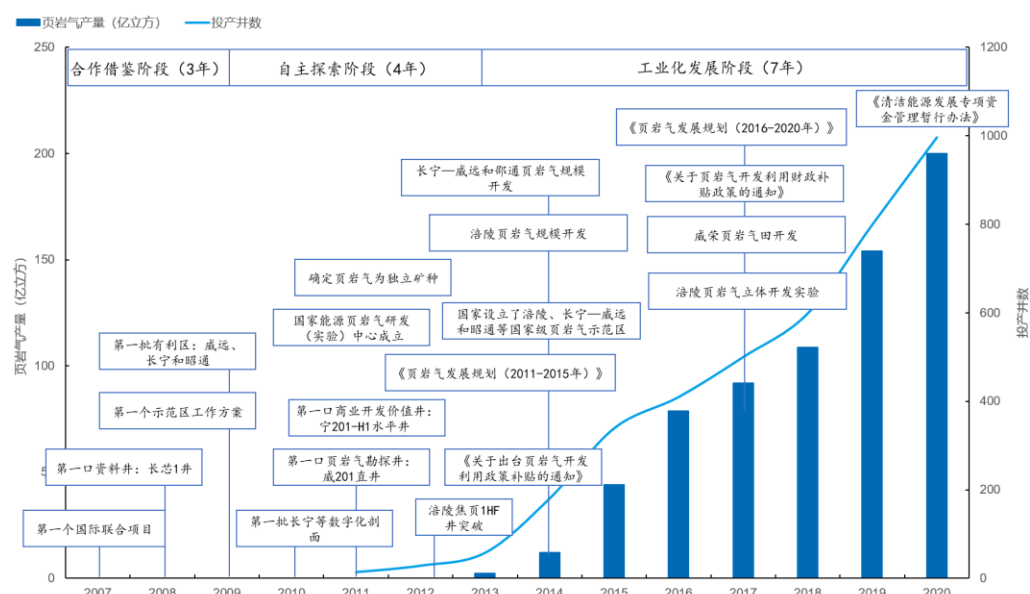 页岩气产量（亿立方）
投产井数
250
200
150
100
5
0
页岩气产量（亿立方）
1200
1000
800
600
400
200
0
投产井数
合作借鉴阶段（3年）
自主探索阶段（4年）
工业化发展阶段（7年）
《清洁能源发展专项资
金管理暂行办法》
《页岩气发展规划（2016-2020年）》
长宁—威远和邵通页岩气规模
开发
《关于页岩气开发利用财政补
贴政策的通知》
涪陵页岩气规模开发
威荣页岩气田开发
确定页岩气为独立矿种
涪陵页岩气立体开发实验
国家能源页岩气研发
（实验）中心成立
国家设立了涪陵、长宁—威远
和昭通等国家级页岩气示范区
第一批有利区：威远、
长宁和昭通
《页岩气发展规划（2011-2015年）》
第一个示范区工作方案
第一口商业开发价值井：
宁201-H1水平井
第一口资料井：长芯1井
第一口页岩气勘探井：
威201直井
《关于出台页岩气开发
利用政策补贴的通知》
第一个国际联合项目
第一批长宁等数字化剖
面
涪陵焦页1HF
井突破
2007
2008
2009
2010
2011
2012
2013
2014
2015
2016
2017
2018
2019
2020